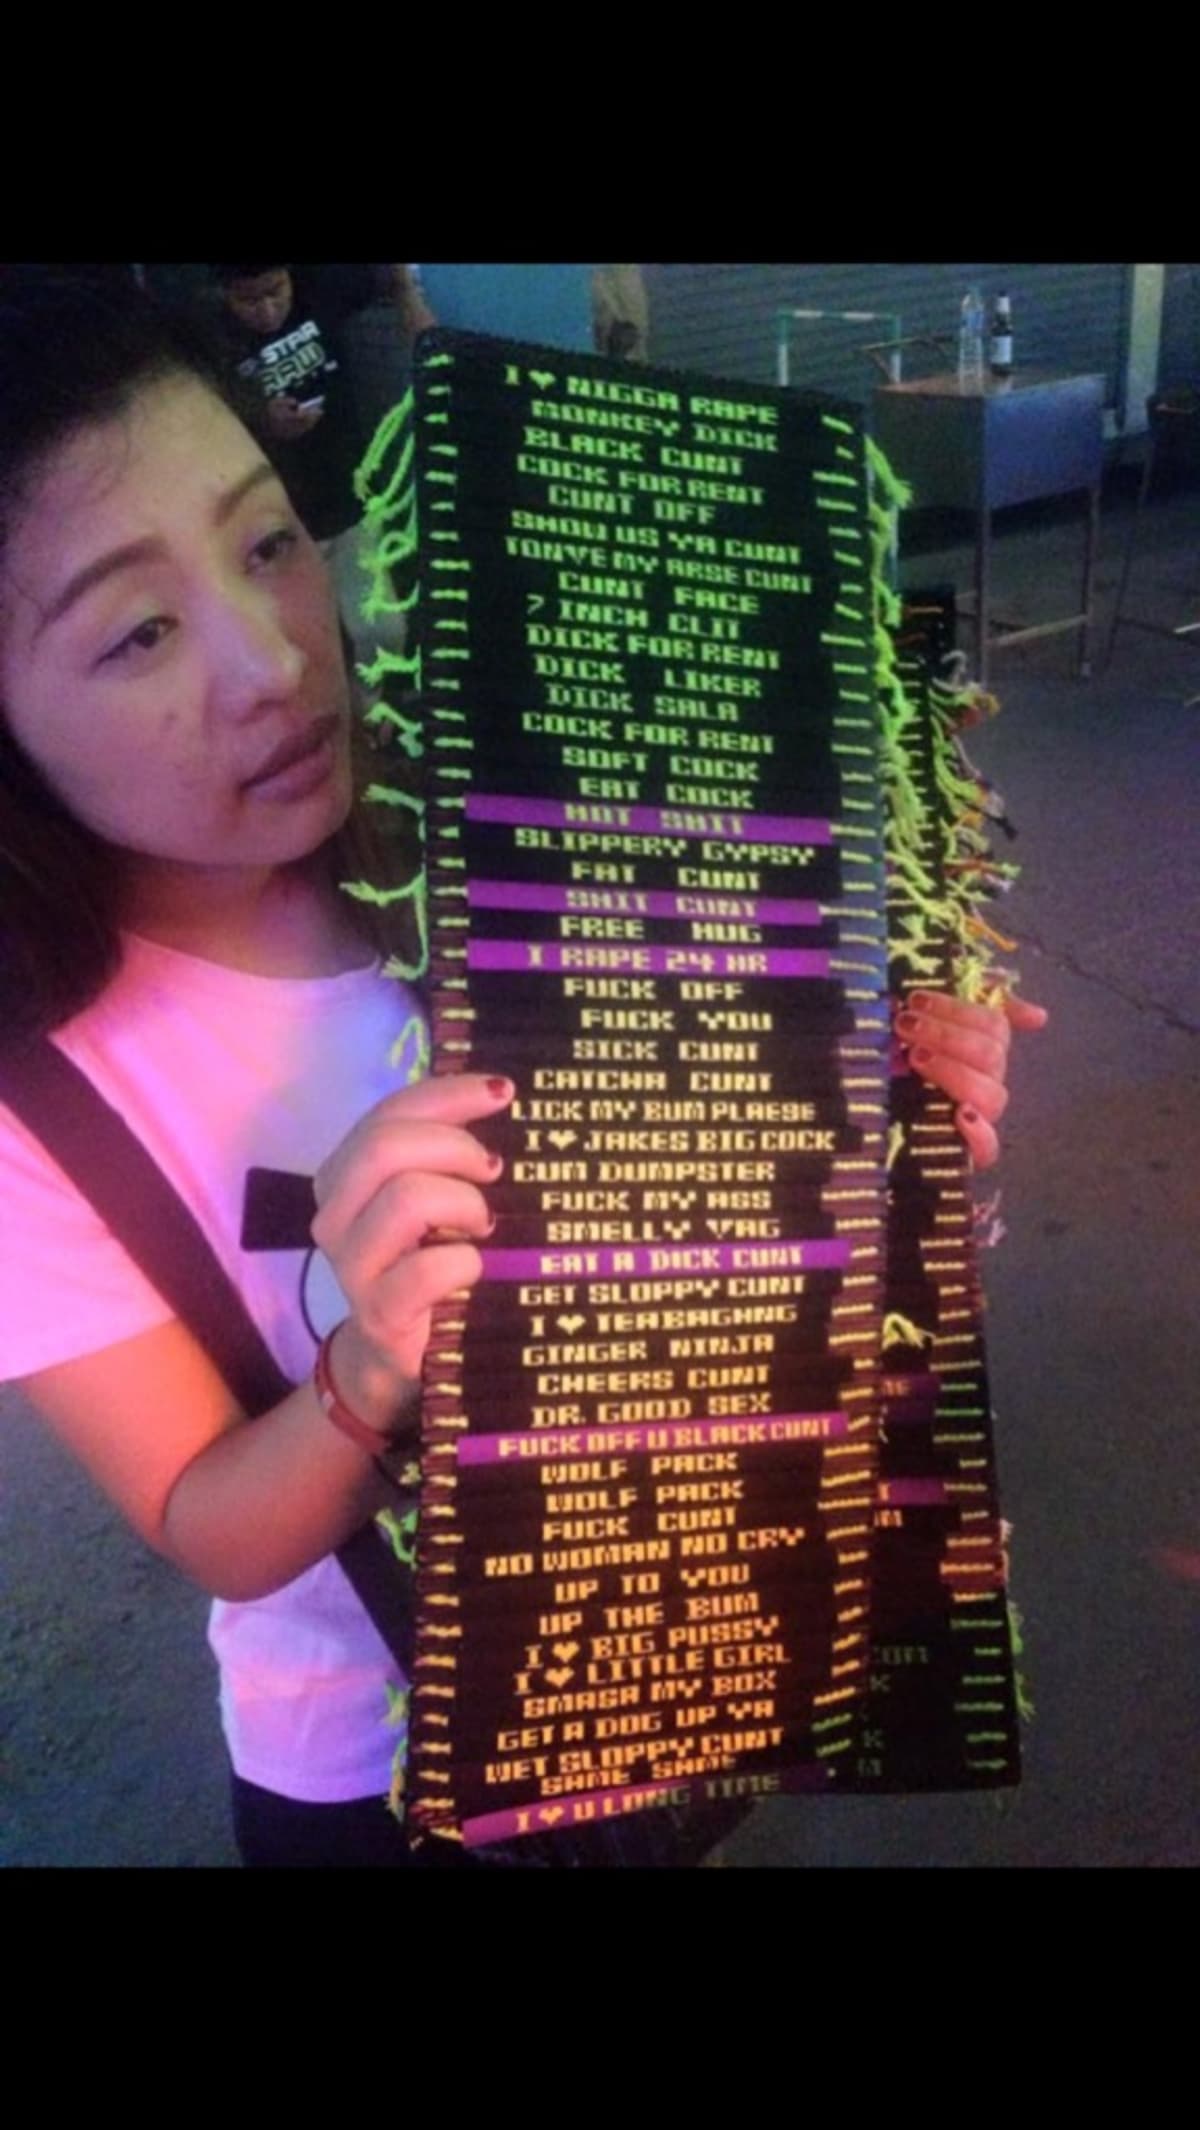 STAR
I ❤ NIGGA RAPE
MONKEY DICK
BLACK CUNT
COCK FOR RENT
CUNT OFF
SHOW US YA CUNT
TONVE MY ARSE CUNT
CUNT FACE
7 INCH CLIT
DICK FOR RENT
DICK LIKER
DICK SALA
COCK FOR RENT
SOFT COCK
EAT COCK
HOT SHIT
SLIPPERY GYPSY
FAT CUNT
SHIT CUNT
FREE HUG
I RAPE 24 HR
FUCK OFF
FUCK YOU
SICK CUNT
CATCHA CUNT
LICK MY BUM PLAESE
I ❤ JAKES BIG COCK
CUM DUMPSTER
FUCK MY ASS
SMELLY VAG
EAT A DICK CUNT
GET SLOPPY CUNT
I ❤ TEABAGHNG
GINGER NINJA
CHEERS CUNT
DR. GOOD SEX
FUCK OFF U BLACK CUNT
WOLF PACK
WOLF PACK
FUCK CUNT
NO WOMAN NO CRY
UP TO YOU
UP THE BUM
I ❤ BIG PUSSY
I ❤ LITTLE GIRL
SMASH MY BOX
GET A DOG UP YA
WET SLOPPY CUNT
SAME SAME
I ❤ U LONG TIME